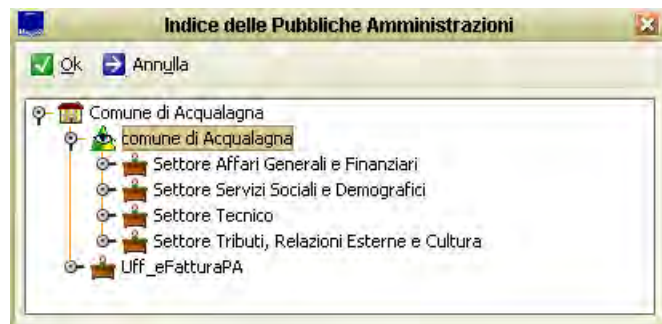 Indice delle Pubbliche Amministrazioni
Ok Annulla
Comune di Acqualagna
comune di Acqualagna
Settore Affari Generali e Finanziari
Settore Servizi Sociali e Demografici
Settore Tecnico
Settore Tributi, Relazioni Esterne e Cultura
Uff_eFatturaPA